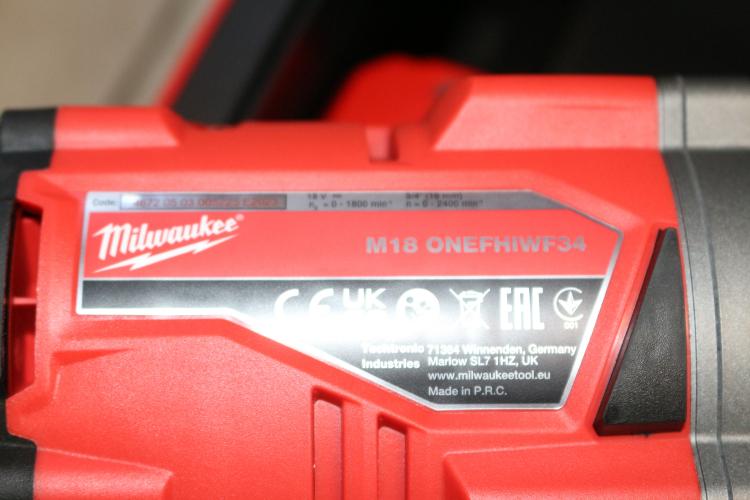 Code:
18 V
3/4" (19 mm)
n = 0 - 1800 min⁻¹
n = 0 - 2400 min⁻¹
Milwaukee®
M18 ONEFHIWF34
CE UK EAC
001
Techtronic 71364 Winnenden, Germany
Industries Marlow SL7 1HZ, UK
www.milwaukeetool.eu
Made in P.R.C.